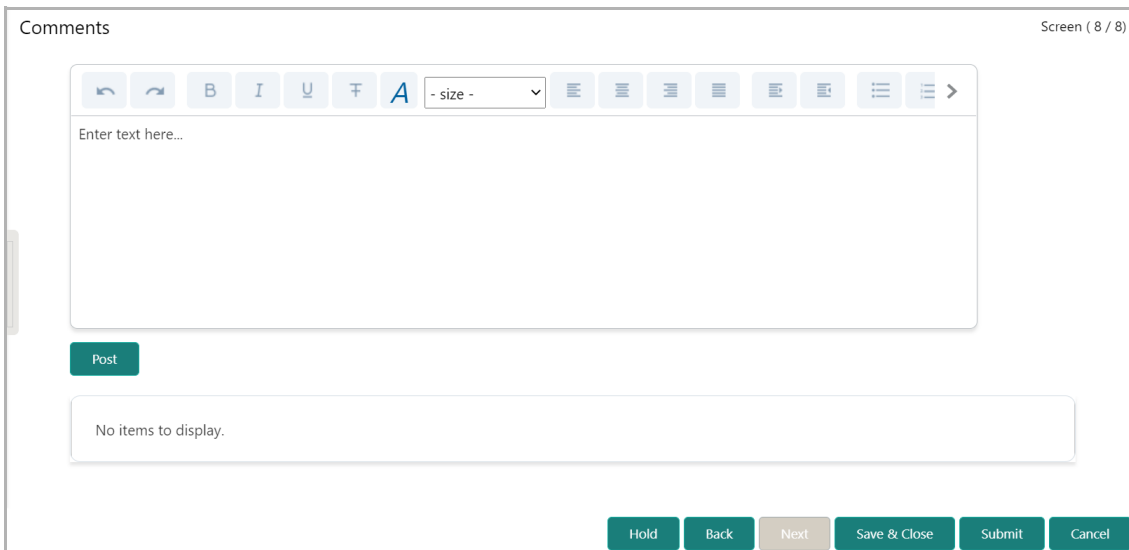 Comments
Screen ( 8 / 8)
B I U T A - size -
Enter text here...
Post
No items to display.
Hold Back Next Save & Close Submit Cancel